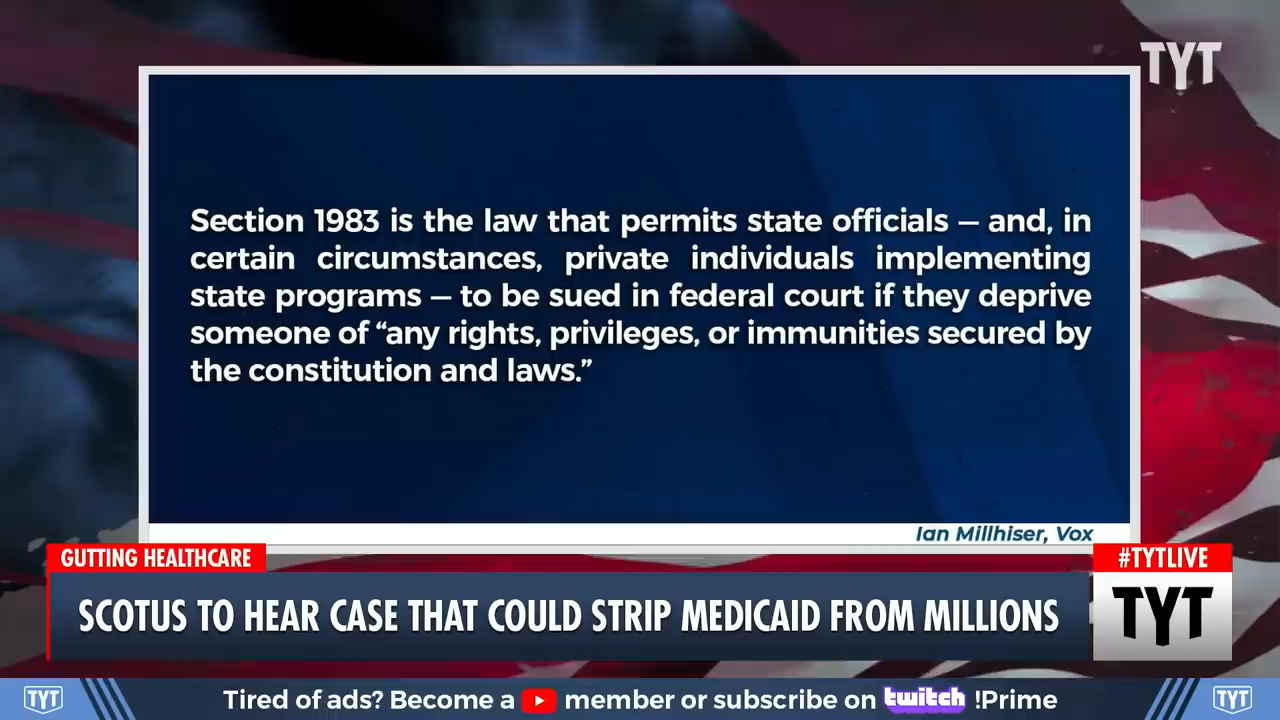 TYT
Section 1983 is the law that permits state officials — and, in
certain circumstances, private individuals implementing
state programs — to be sued in federal court if they deprive
someone of “any rights, privileges, or immunities secured by
the constitution and laws.”
Ian Millhiser, Vox
GUTTING HEALTHCARE
#TYTLIVE
SCOTUS TO HEAR CASE THAT COULD STRIP MEDICAID FROM MILLIONS
TYT
TYT
Tired of ads? Become a member or subscribe on twitch !Prime
TYT